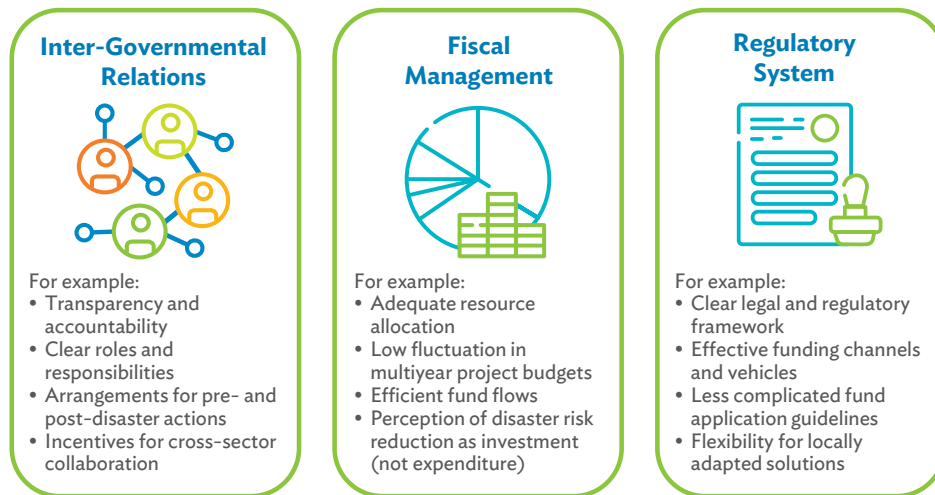 Inter-Governmental
Relations
For example:
• Transparency and
accountability
• Clear roles and
responsibilities
• Arrangements for pre- and
post-disaster actions
• Incentives for cross-sector
collaboration
Fiscal
Management
For example:
• Adequate resource
allocation
• Low fluctuation in
multiyear project budgets
• Efficient fund flows
• Perception of disaster risk
reduction as investment
(not expenditure)
Regulatory
System
For example:
• Clear legal and regulatory
framework
• Effective funding channels
and vehicles
• Less complicated fund
application guidelines
• Flexibility for locally
adapted solutions